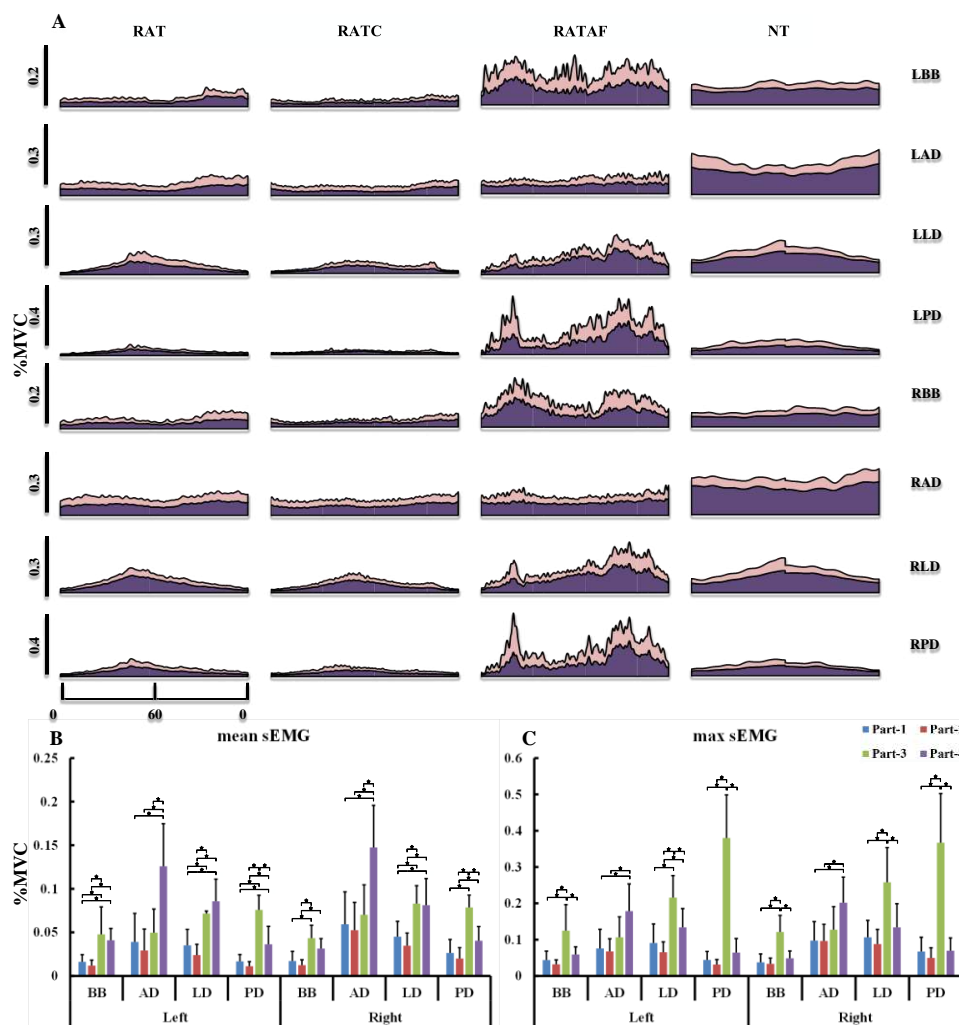 A
RAT RATC RATAF NT
0.2 LBB
0.3 LAD
0.3 LLD
0.4 LPD
%MVC
0.2 RBB
0.3 RAD
0.3 RLD
0.4 RPD
0 60 0
B mean sEMG
0.25
0.2
0.15
0.1
0.05
0
%MVC
BB AD LD PD BB AD LD PD
Left Right
C max sEMG
Part-1 Part-
Part-3 Part-
0.6
0.5
0.4
0.3
0.2
0.1
0
BB AD LD PD BB AD LD PD
Left Right